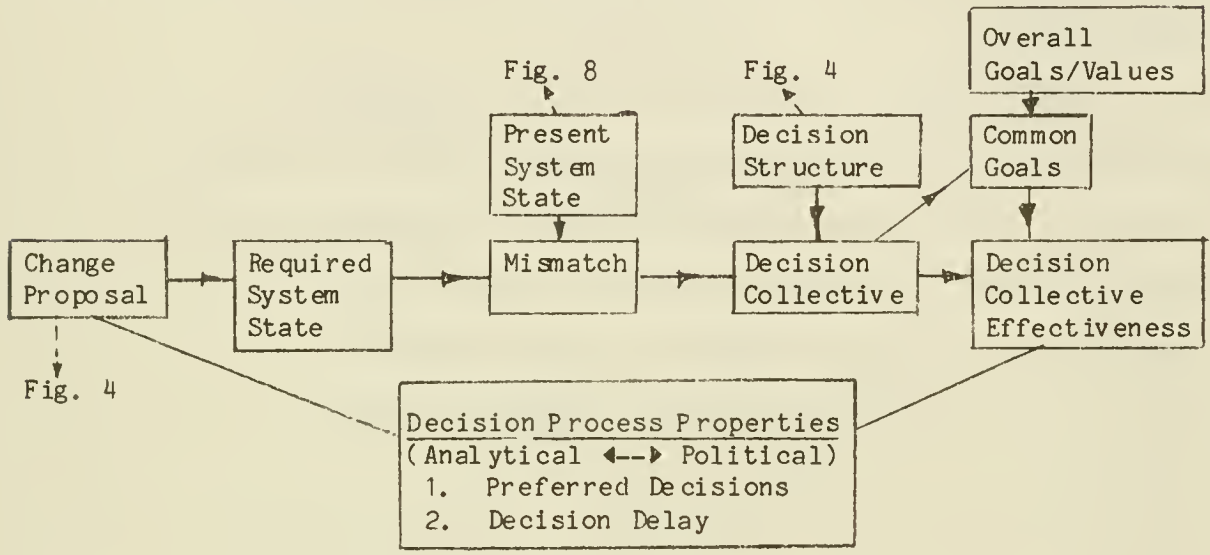 Overall
Goals/Values
Fig. 8
Fig. 4
Present
System
State
Decision
Structure
Common
Goals
Change
Proposal
Required
System
State
Mismatch
Decision
Collective
Decision
Collective
Effectiveness
Fig. 4
Decision Process Properties
(Analytical <--> Political)
1. Preferred Decisions
2. Decision Delay